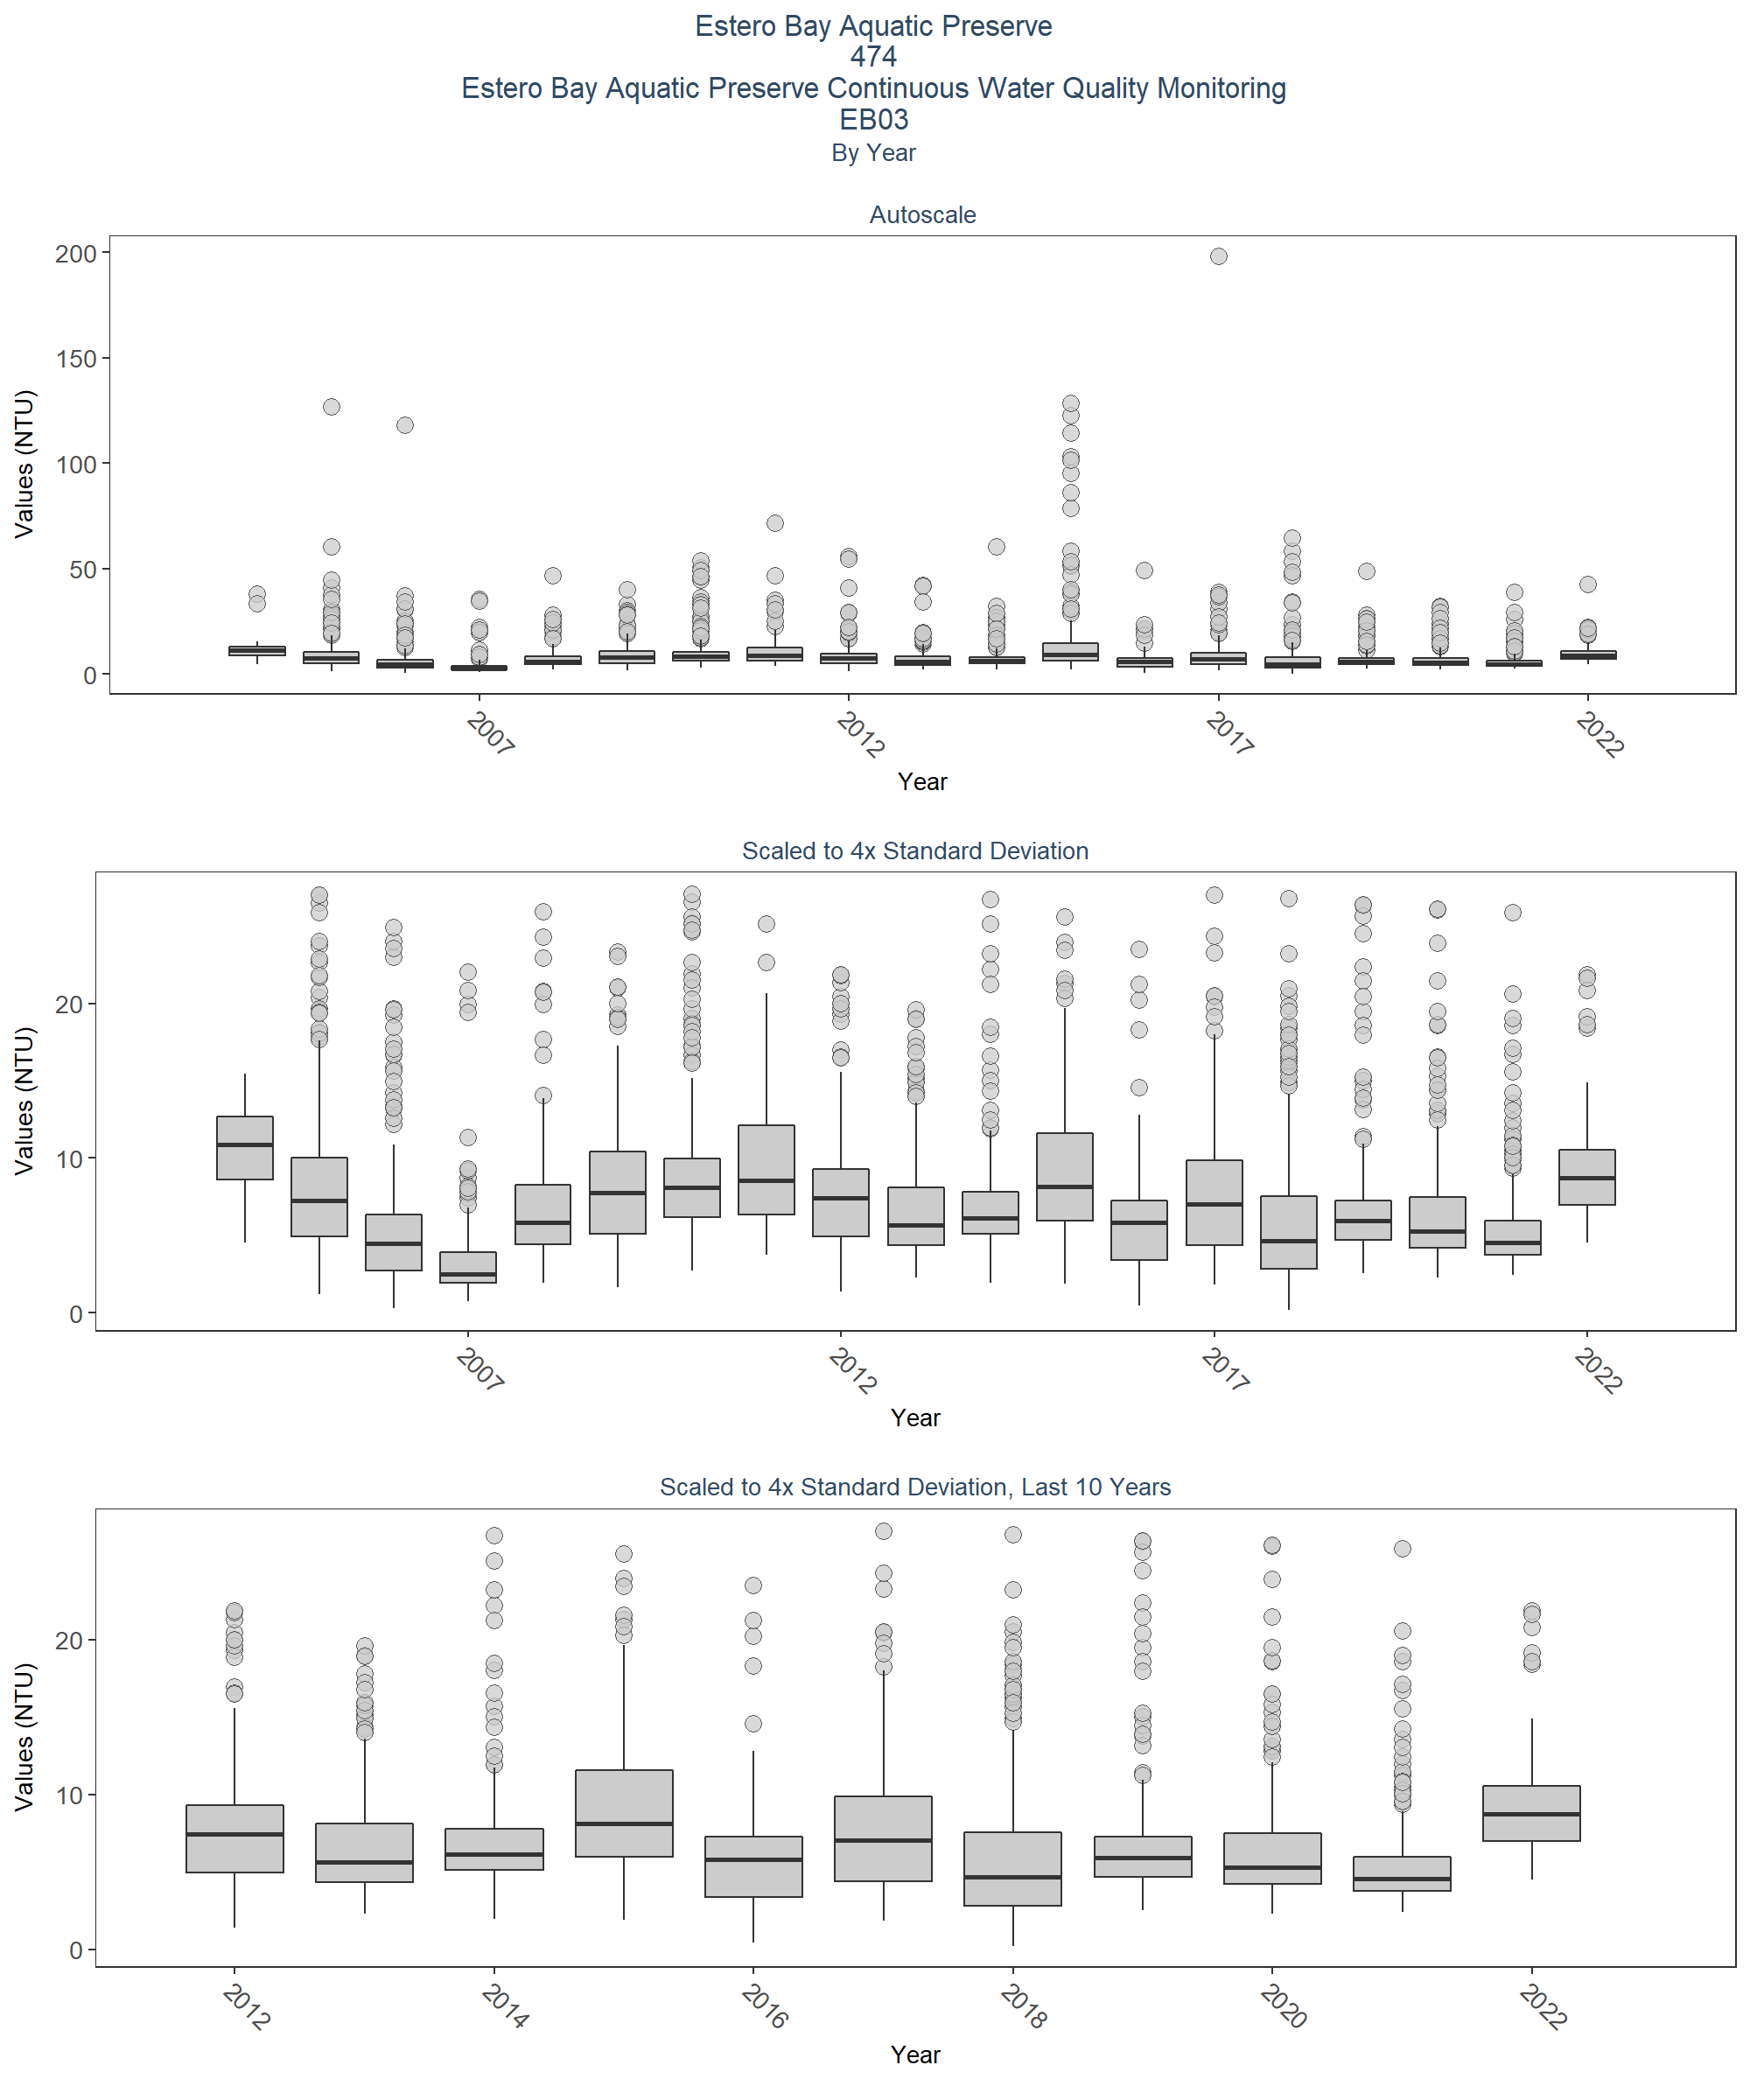 Estero Bay Aquatic Preserve
474
Estero Bay Aquatic Preserve Continuous Water Quality Monitoring
EB03
By Year
Autoscale
Values (NTU)
200
150
100
50
0
2007
2012
2017
2022
Year
Scaled to 4x Standard Deviation
Values (NTU)
20
10
0
2007
2012
2017
2022
Year
Scaled to 4x Standard Deviation, Last 10 Years
Values (NTU)
20
10
0
2012
2014
2016
2018
2020
2022
Year